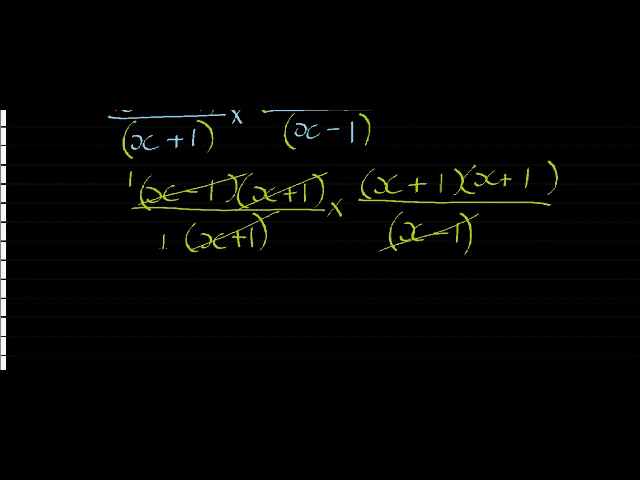 (x + 1) × (x - 1)
1 (x - 1)(x + 1) × (x + 1)(x + 1)
1 (x + 1) (x - 1)